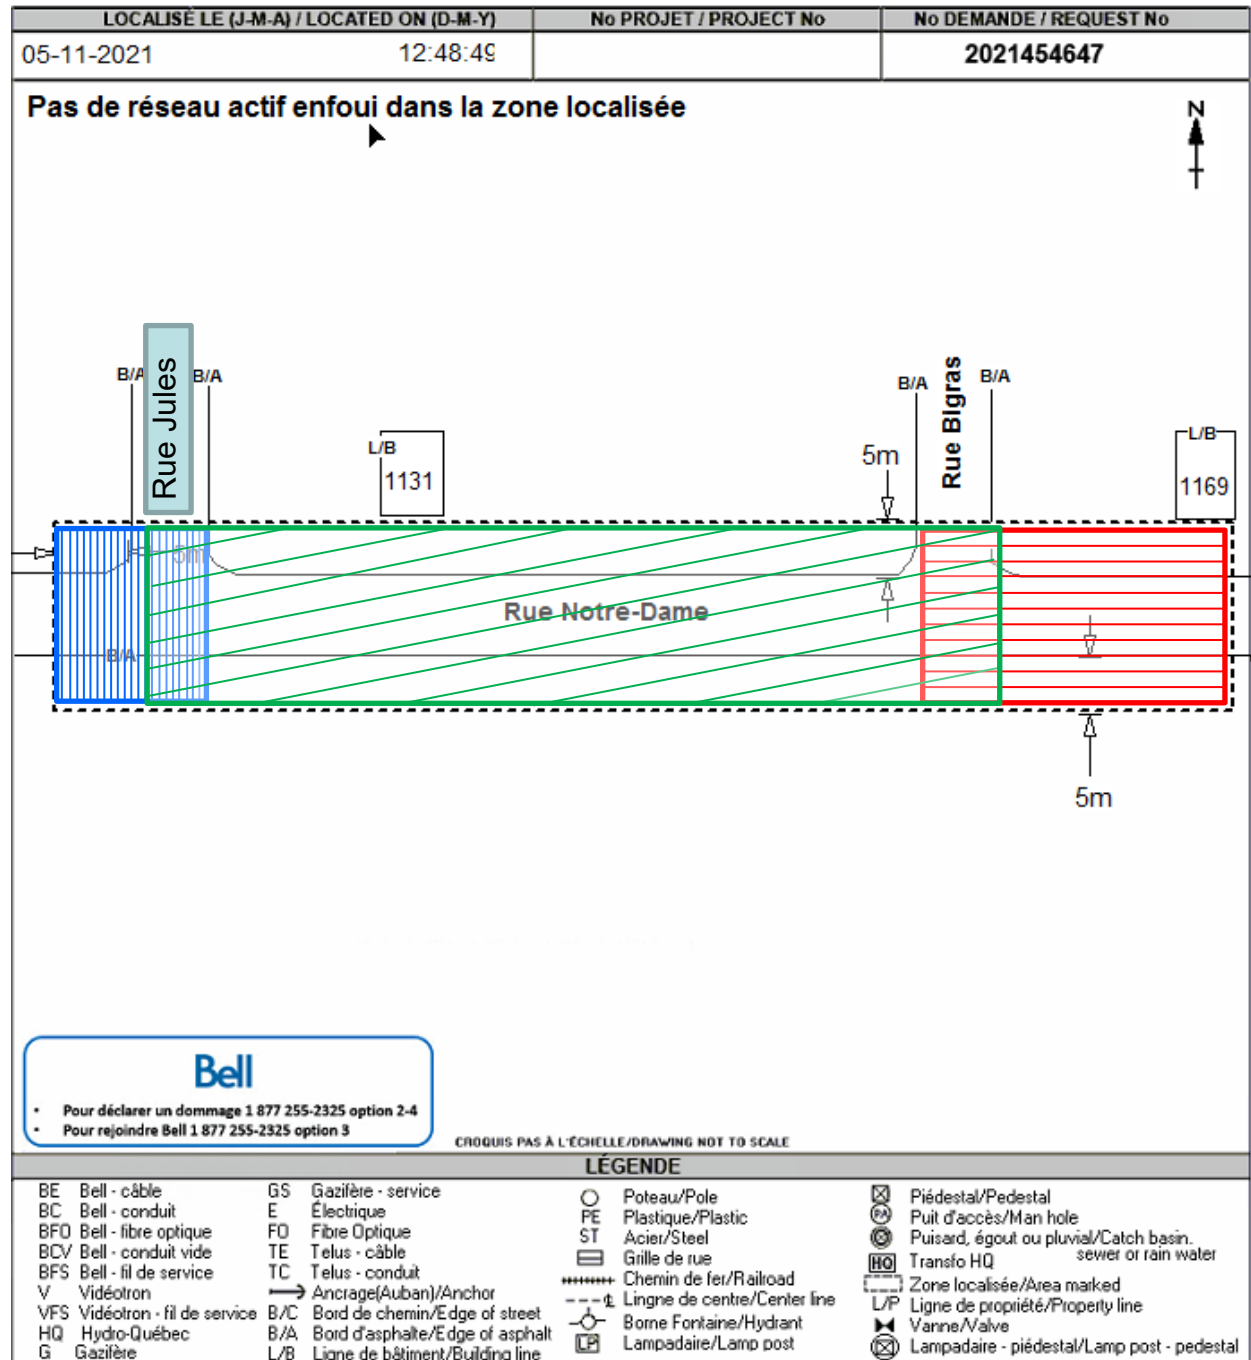 LOCALISÉ LE (J-M-A) / LOCATED ON (D-M-Y) No PROJET / PROJECT No No DEMANDE / REQUEST No
05-11-2021 12:48:49 2021454647
Pas de réseau actif enfoui dans la zone localisée
N
B/A Rue Jules B/A
B/A Rue Bigras B/A
L/B
1131
5m
L/B
1169
5m
Rue Notre-Dame
B/A
5m
Bell
• Pour déclarer un dommage 1 877 255-2325 option 2-4
• Pour rejoindre Bell 1 877 255-2325 option 3
CROQUIS PAS À L'ÉCHELLE/DRAWING NOT TO SCALE
LÉGENDE
BE Bell - câble
BC Bell - conduit
BFO Bell - fibre optique
BCV Bell - conduit vide
BFS Bell - fil de service
V Vidéotron
VFS Vidéotron - fil de service
HQ Hydro-Québec
G Gazifère
GS Gazifère - service
E Électrique
FO Fibre Optique
TE Telus - câble
TC Telus - conduit
Ancrage(Auban)/Anchor
B/C Bord de chemin/Edge of street
B/A Bord d'asphalte/Edge of asphalt
L/B Ligne de bâtiment/Building line
Poteau/Pole
PE Plastique/Plastic
ST Acier/Steel
Grille de rue
Chemin de fer/Railroad
Lingne de centre/Center line
Borne Fontaine/Hydrant
LP Lampadaire/Lamp post
Piédestal/Pedestal
PA Puit d'accès/Man hole
Puisard, égout ou pluvial/Catch basin.
sewer or rain water
HQ Transfo HQ
Zone localisée/Area marked
L/P Ligne de propriété/Property line
Vanne/Valve
Lampadaire - piédestal/Lamp post - pedestal